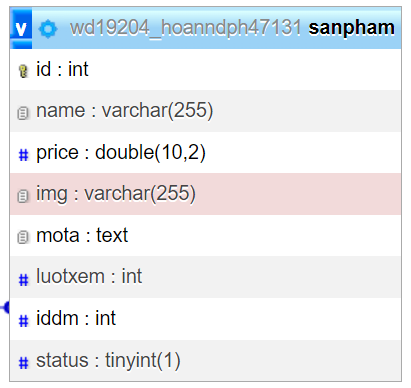 v wd19204_hoanndph47131 sanpham
id : int
name : varchar(255)
# price : double(10,2)
img : varchar(255)
mota : text
# luotxem : int
# iddm : int
# status : tinyint(1)